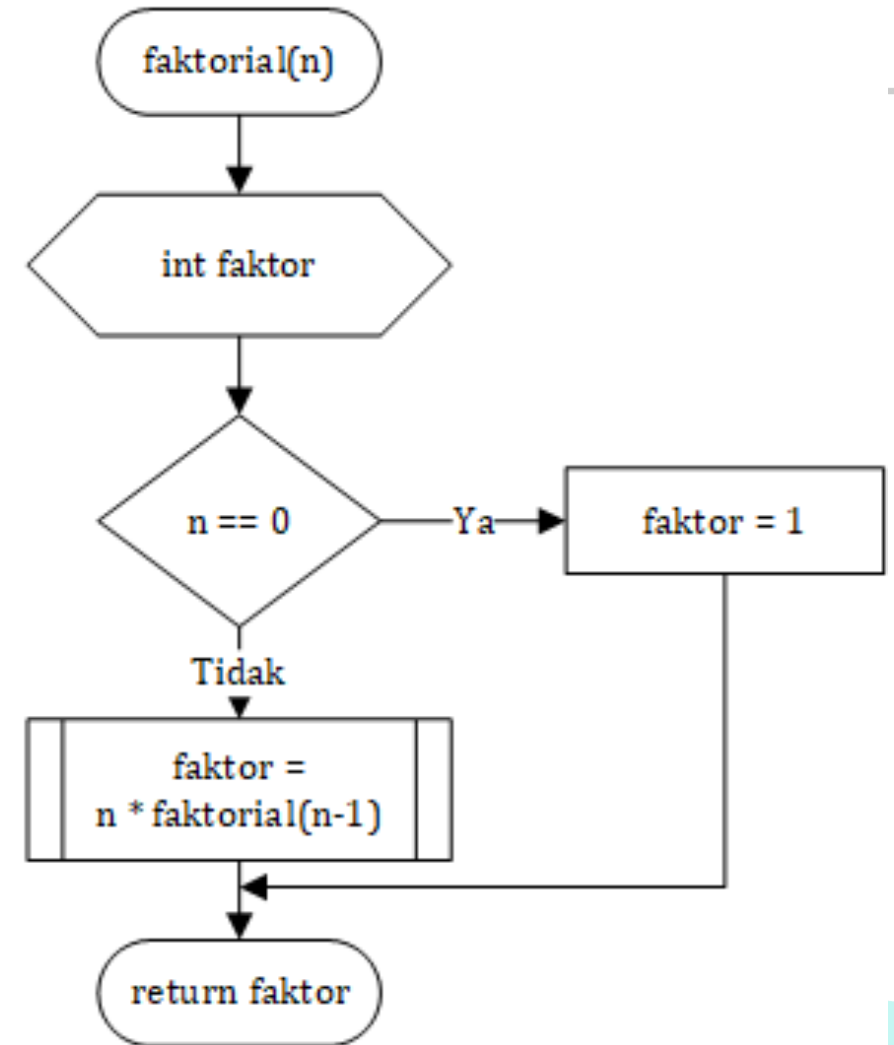 faktorial(n)
int faktor
n == 0
Ya
faktor = 1
Tidak
faktor =
n * faktorial(n-1)
return faktor